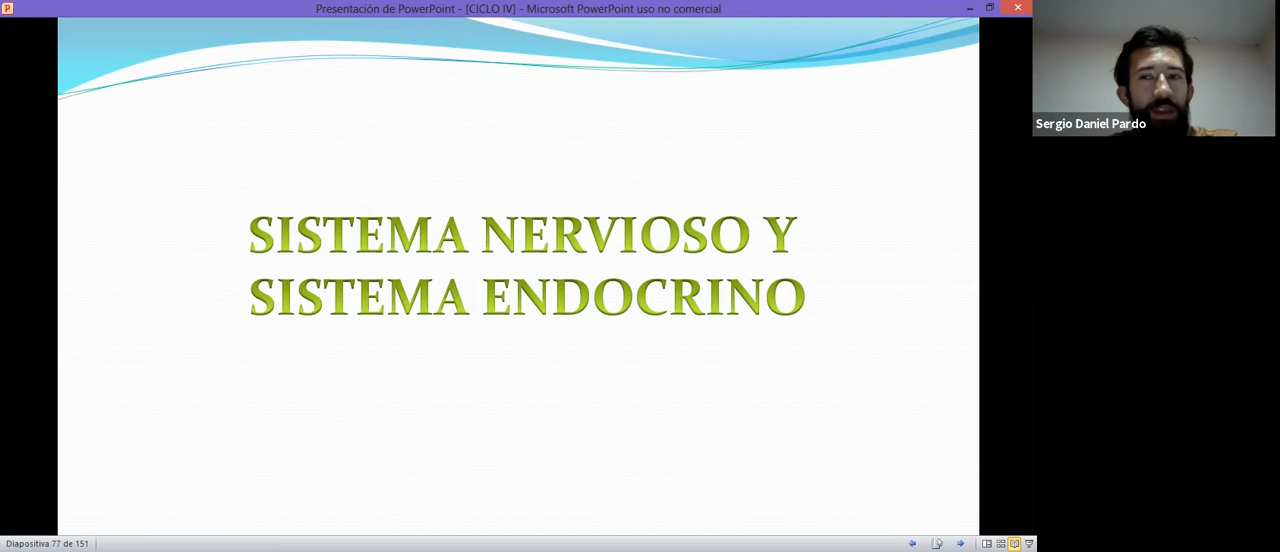 Presentación de PowerPoint - [CICLO IV] - Microsoft PowerPoint uso no comercial
Sergio Daniel Pardo
SISTEMA NERVIOSO Y
SISTEMA ENDOCRINO
Diapositiva 77 de 151